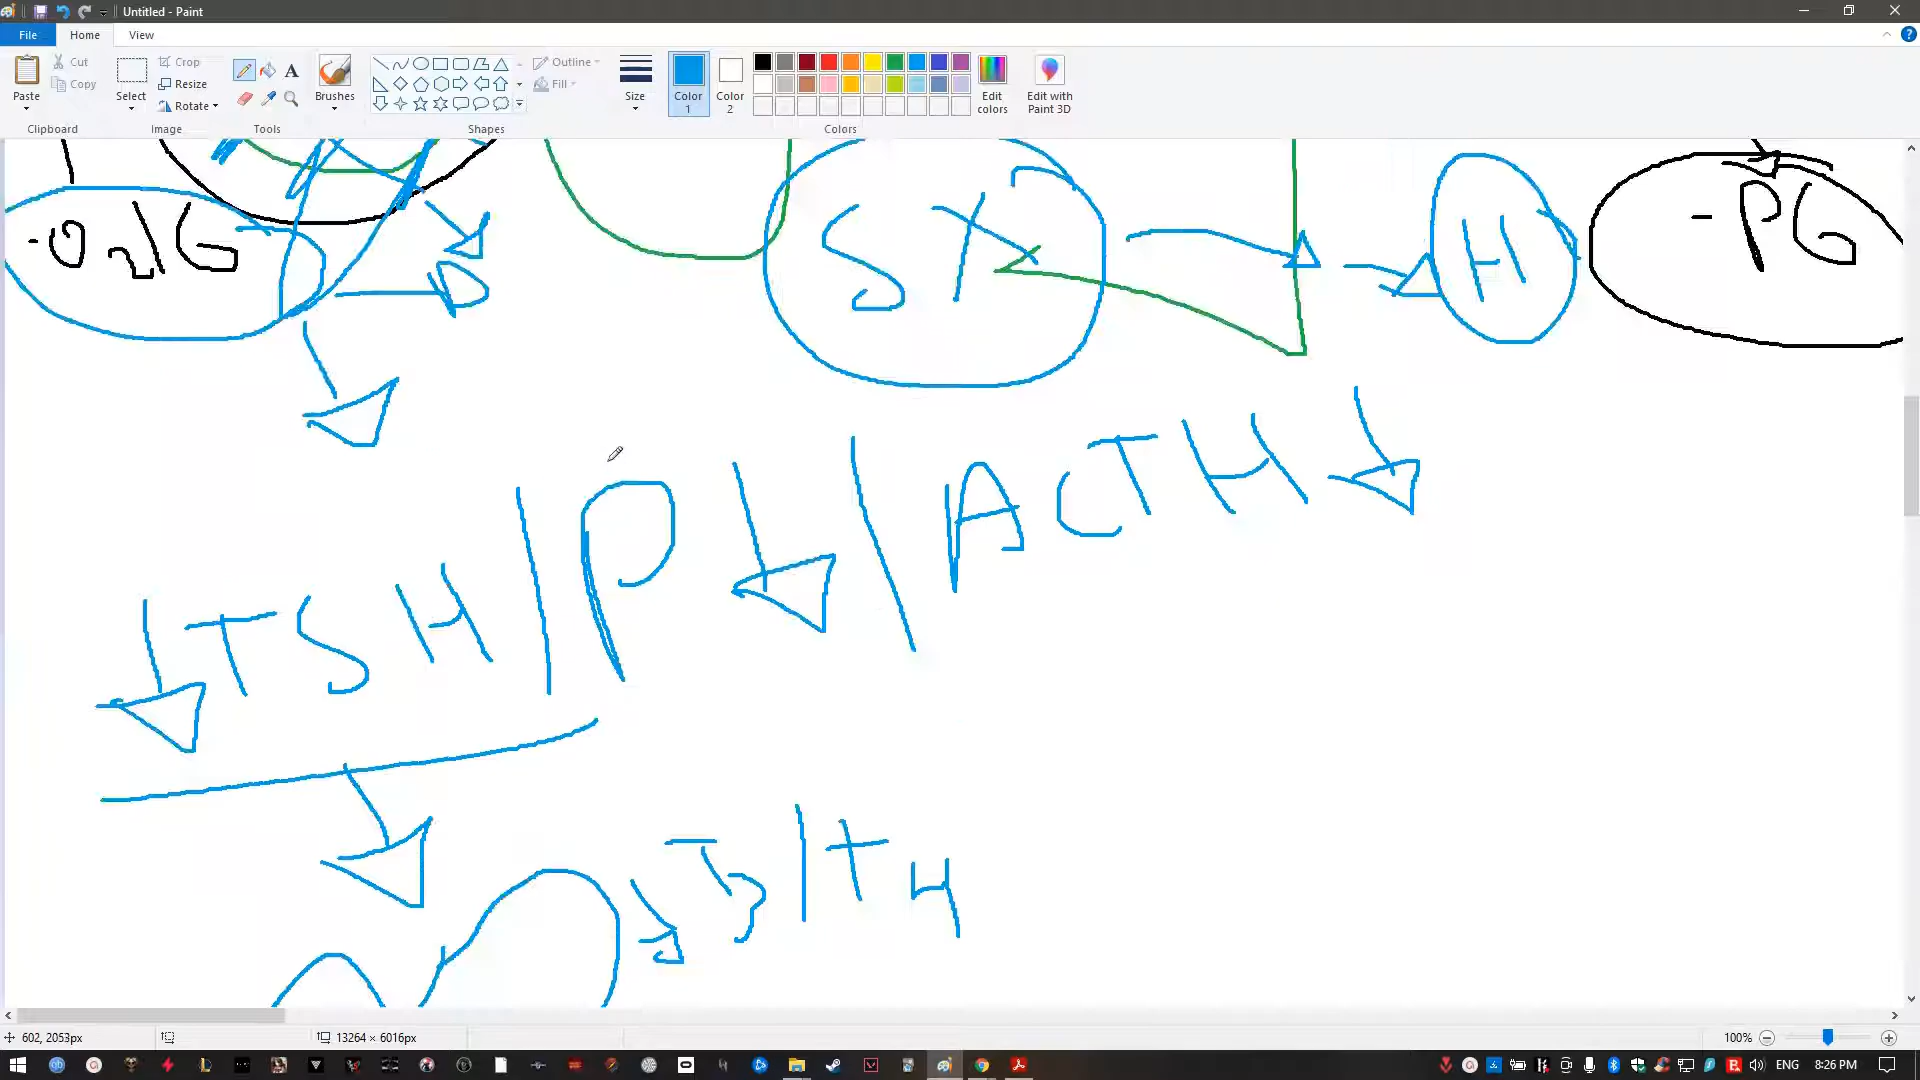 Untitled - Paint
File Home View
Paste Cut Copy Clipboard
Select Crop Resize Rotate Image
Tools
Brushes
Outline Fill Shapes
Size
Color 1 Color 2 Edit colors Colors
Edit with Paint 3D
-O2/G SX H -PG
↓TSH/P↓/ACTH↓
↓T3/T4
602, 2053px 13264 × 6016px 100%
ENG 8:26 PM